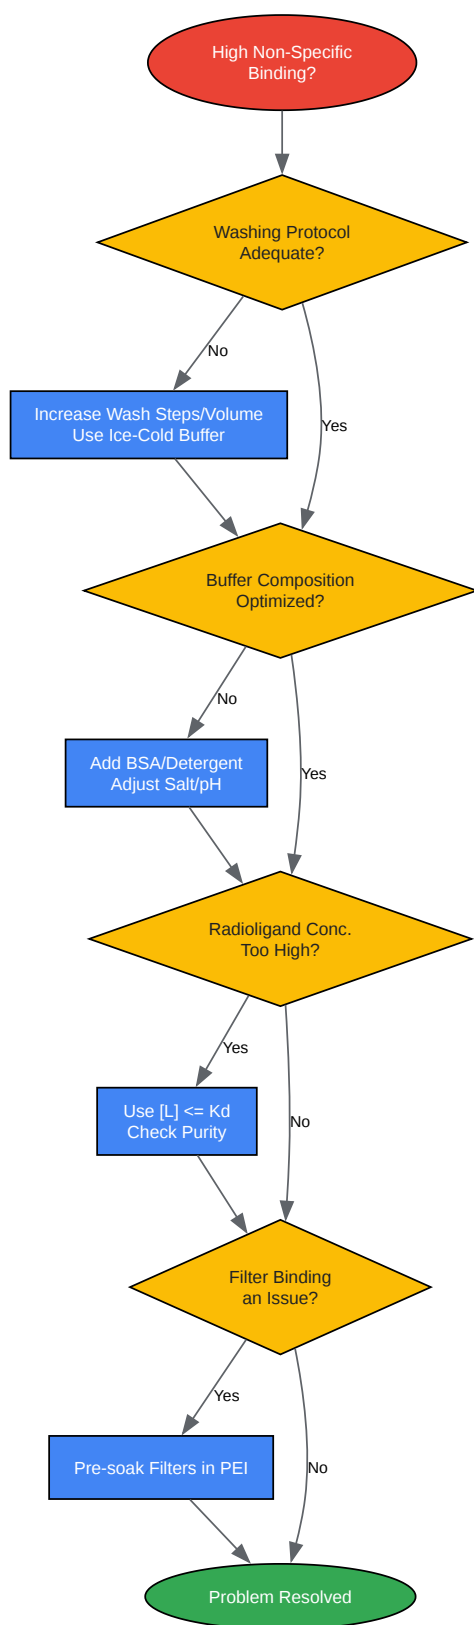 High Non-Specific
Binding?
Washing Protocol
Adequate?
No
Increase Wash Steps/Volume
Use Ice-Cold Buffer
Yes
Buffer Composition
Optimized?
No
Add BSA/Detergent
Adjust Salt/pH
Yes
Radioligand Conc.
Too High?
Yes
Use [L] <= Kd
Check Purity
No
Filter Binding
an Issue?
Yes
Pre-soak Filters in PEI
No
Problem Resolved